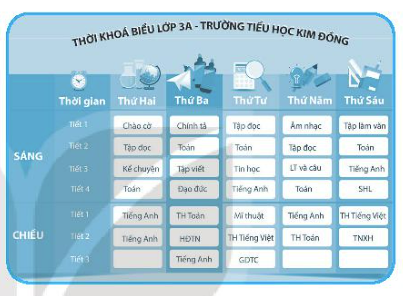 THỜI KHOÁ BIỂU LỚP 3A - TRƯỜNG TIỂU HỌC KIM ĐỒNG
Thời gian Thứ Hai Thứ Ba Thứ Tư Thứ Năm Thứ Sáu
SÁNG
Tiết 1 Chào cờ Chính tả Tập đọc Âm nhạc Tập làm văn
Tiết 2 Tập đọc Toán Toán Tập đọc Toán
Tiết 3 Kể chuyện Tập viết Tin học LT và câu Tiếng Anh
Tiết 4 Toán Đạo đức Tiếng Anh Toán SHL
CHIỀU
Tiết 1 Tiếng Anh TH Toán Mĩ thuật Tiếng Anh TH Tiếng Việt
Tiết 2 Tiếng Anh HĐTN TH Tiếng Việt TH Toán TNXH
Tiết 3 Tiếng Anh GDTC